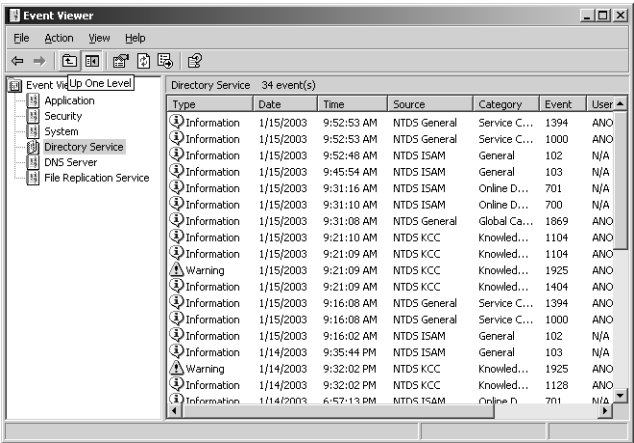 Event Viewer
File Action View Help
Up One Level
Event Vie
Application
Security
System
Directory Service
DNS Server
File Replication Service
Directory Service 34 event(s)
Type Date Time Source Category Event User
Information 1/15/2003 9:52:53 AM NTDS General Service C... 1394 ANO
Information 1/15/2003 9:52:53 AM NTDS General Service C... 1000 ANO
Information 1/15/2003 9:52:48 AM NTDS ISAM General 102 N/A
Information 1/15/2003 9:45:54 AM NTDS ISAM General 103 N/A
Information 1/15/2003 9:31:16 AM NTDS ISAM Online D... 701 N/A
Information 1/15/2003 9:31:10 AM NTDS ISAM Online D... 700 N/A
Information 1/15/2003 9:31:08 AM NTDS General Global Ca... 1869 ANO
Information 1/15/2003 9:21:10 AM NTDS KCC Knowled... 1104 ANO
Information 1/15/2003 9:21:09 AM NTDS KCC Knowled... 1104 ANO
Warning 1/15/2003 9:21:09 AM NTDS KCC Knowled... 1925 ANO
Information 1/15/2003 9:21:09 AM NTDS KCC Knowled... 1404 ANO
Information 1/15/2003 9:16:08 AM NTDS General Service C... 1394 ANO
Information 1/15/2003 9:16:08 AM NTDS General Service C... 1000 ANO
Information 1/15/2003 9:16:02 AM NTDS ISAM General 102 N/A
Information 1/14/2003 9:35:44 PM NTDS ISAM General 103 N/A
Warning 1/14/2003 9:32:02 PM NTDS KCC Knowled... 1925 ANO
Information 1/14/2003 9:32:02 PM NTDS KCC Knowled... 1128 ANO
Information 1/14/2003 6:57:13 PM NTDS ISAM Online D... 701 N/A